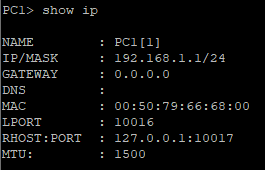 PC1> show ip
NAME : PC1[1]
IP/MASK : 192.168.1.1/24
GATEWAY : 0.0.0.0
DNS :
MAC : 00:50:79:66:68:00
LPORT : 10016
RHOST:PORT : 127.0.0.1:10017
MTU: : 1500